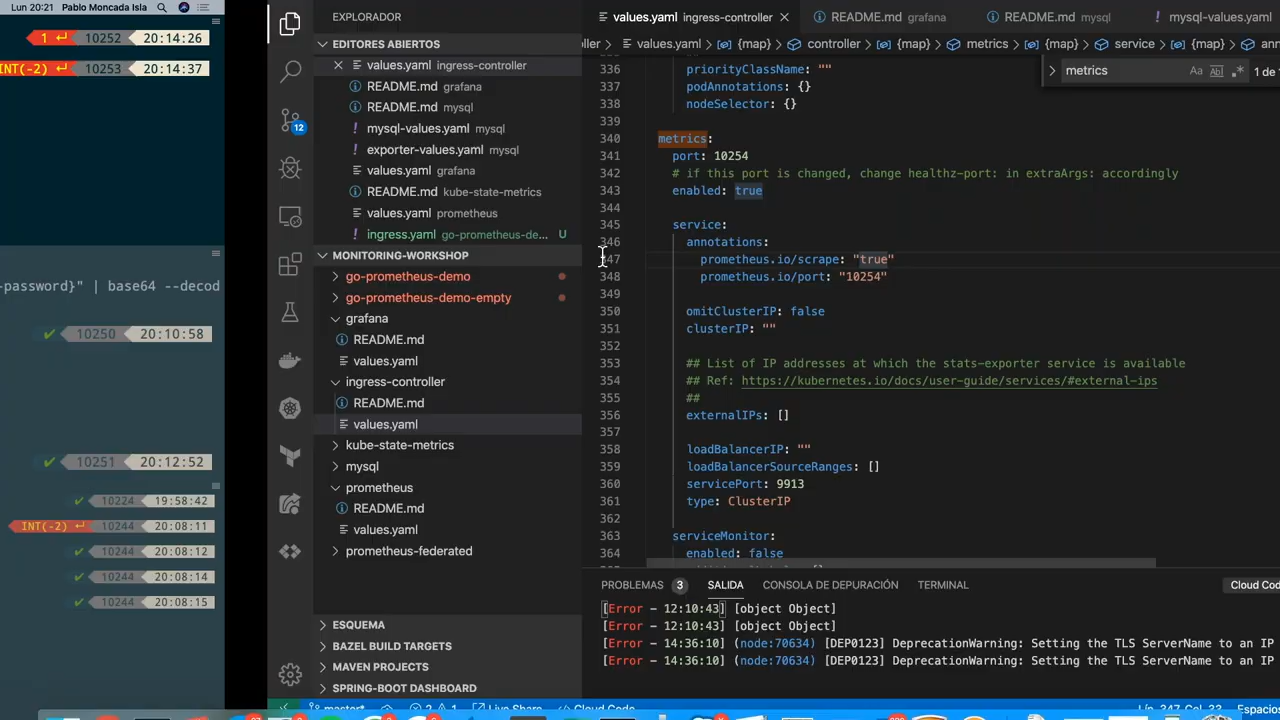 Lun 20:21 Pablo Moncada Isla
1 ↵ 10252 20:14:26
INT(-2) 10253 20:14:37
-password}" | base64 --decod
✔ 10250 20:10:58
✔ 10251 20:12:52
✔ 10224 19:58:42
INT(-2) ↵ 10244 20:08:11
✔ 10244 20:08:12
✔ 10244 20:08:14
✔ 10244 20:08:15
EXPLORADOR
EDITORES ABIERTOS
values.yaml ingress-controller
README.md grafana
README.md mysql
mysql-values.yaml mysql
exporter-values.yaml mysql
values.yaml grafana
README.md kube-state-metrics
values.yaml prometheus
ingress.yaml go-prometheus-de... U
MONITORING-WORKSHOP
go-prometheus-demo
go-prometheus-demo-empty
grafana
README.md
values.yaml
ingress-controller
README.md
values.yaml
kube-state-metrics
mysql
prometheus
README.md
values.yaml
prometheus-federated
ESQUEMA
BAZEL BUILD TARGETS
MAVEN PROJECTS
SPRING-BOOT DASHBOARD
12
values.yaml ingress-controller README.md grafana README.md mysql mysql-values.yaml
ller > values.yaml > {map} > controller > {map} > metrics > {map} > service > ann
metrics Aa Abl .* 1 de
336 priorityClassName: ""
337 podAnnotations: {}
338 nodeSelector: {}
339
340 metrics:
341 port: 10254
342 # if this port is changed, change healthz-port: in extraArgs: accordingly
343 enabled: true
344
345 service:
346 annotations:
347 prometheus.io/scrape: "true"
348 prometheus.io/port: "10254"
349
350 omitClusterIP: false
351 clusterIP: ""
352
353 ## List of IP addresses at which the stats-exporter service is available
354 ## Ref: https://kubernetes.io/docs/user-guide/services/#external-ips
355 ##
356 externalIPs: []
357
358 loadBalancerIP: ""
359 loadBalancerSourceRanges: []
360 servicePort: 9913
361 type: ClusterIP
362
363 serviceMonitor:
364 enabled: false
PROBLEMAS 3 SALIDA CONSOLA DE DEPURACIÓN TERMINAL Cloud Cod
[Error - 12:10:43] [object Object]
[Error - 12:10:43] [object Object]
[Error - 14:36:10] (node:70634) [DEP0123] DeprecationWarning: Setting the TLS ServerName to an IP
[Error - 14:36:10] (node:70634) [DEP0123] DeprecationWarning: Setting the TLS ServerName to an IP
master* 2 1 Live Share Cloud Code Lín. 347, Col. 33 Espacios